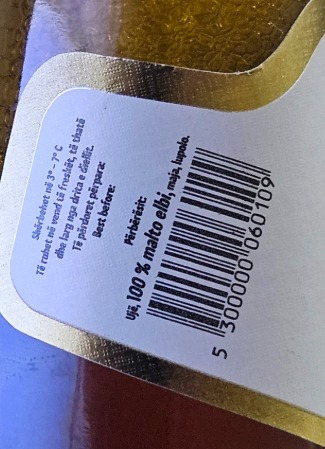 Shërbehet në 3° - 7° C
Të ruhet në vend të freskët, të thatë
dhe larg nga drita e diellit.
Të përdoret përpara:
Best before:
Përbërësit:
Ujë, 100 % malto elbi, maja, lupolo.
5 300000 060109